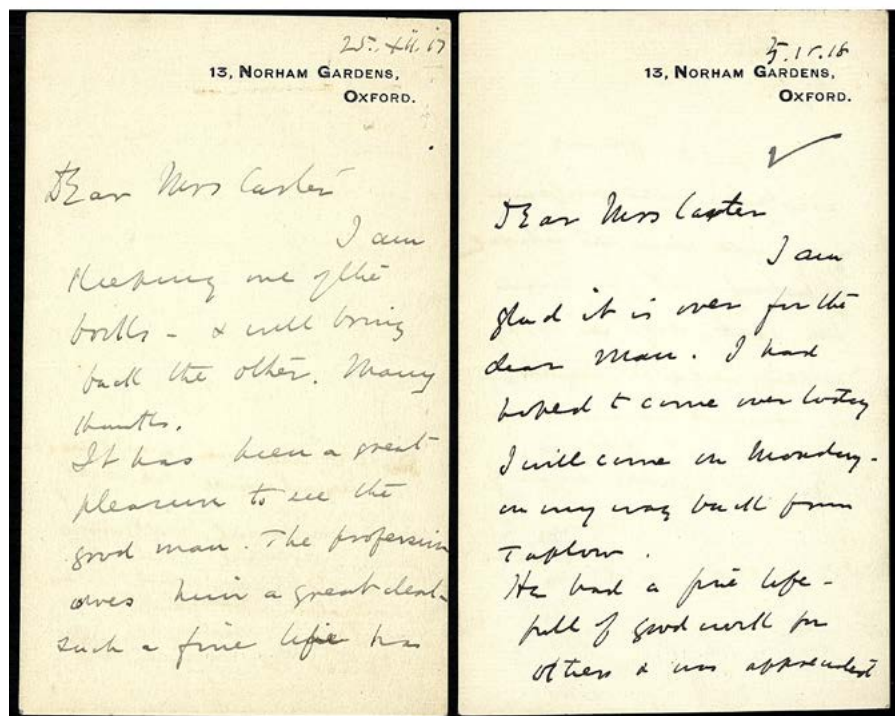 25.XII.17
13, NORHAM GARDENS,
OXFORD.
Dear Mrs Carter
I am
Keeping one of the
books - & will bring
back the other. Many
thanks.
It has been a great
pleasure to see the
good man. The profession
owes him a great deal -
such a fine life has
5.
13, NORHAM GARDENS,
OXFORD.
Dear Mrs Carter
I am
glad it is over for the
dear man. I had
hoped to come over today
I will come on Monday -
on my way back from
Taplow.
He had a fine life -
full of good work for
others & was